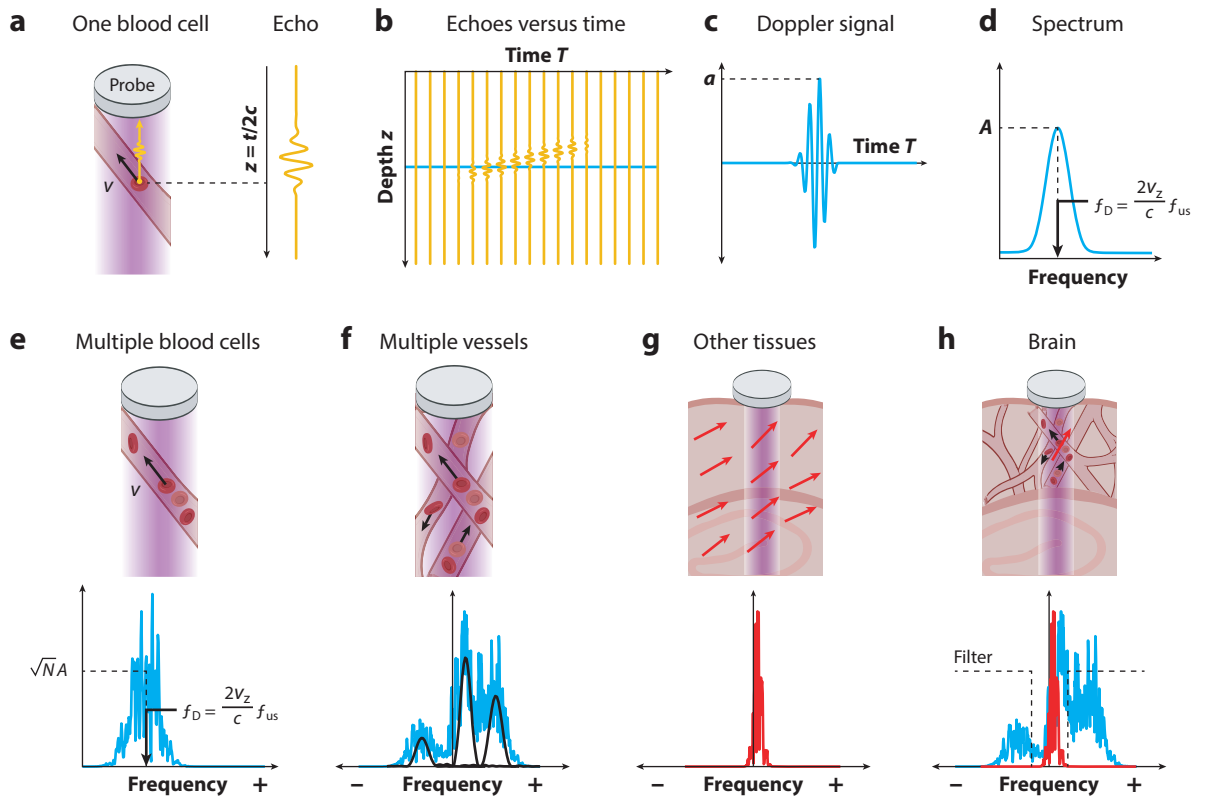 a One blood cell Echo
Probe
v
z = t/2c
b Echoes versus time
Time T
Depth z
c Doppler signal
a
Time T
d Spectrum
A
f_D = 2v_z/c f_us
Frequency
e Multiple blood cells
v
√N A
f_D = 2v_z/c f_us
Frequency +
f Multiple vessels
− Frequency +
g Other tissues
− Frequency +
h Brain
Filter
− Frequency +